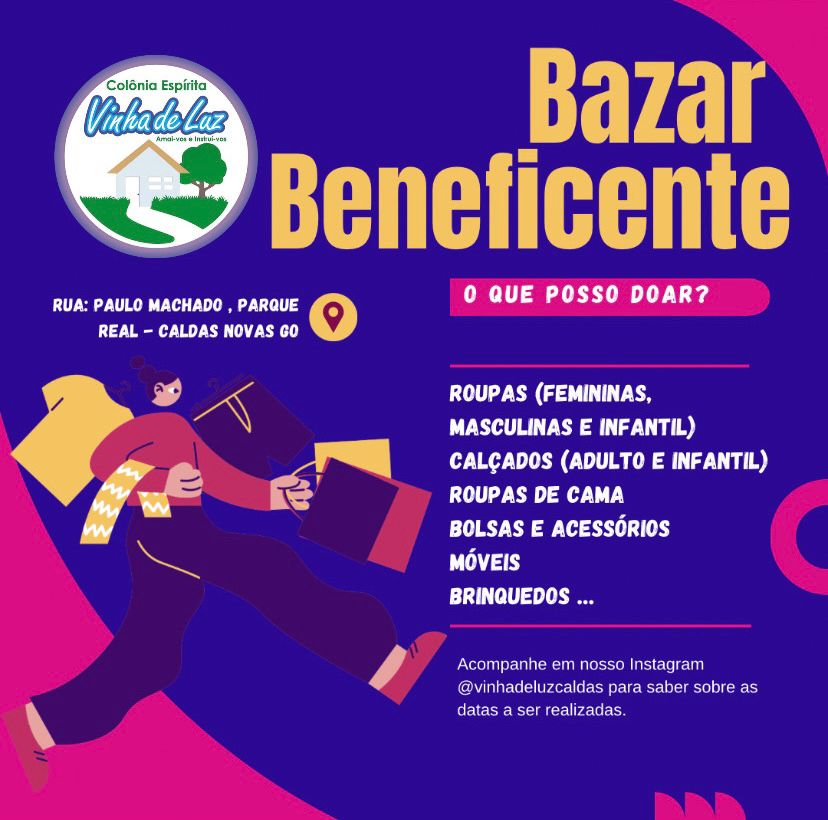 Colônia Espírita
Vinha de Luz
Amai-vos e Instruí-vos
Bazar
Beneficente
RUA: PAULO MACHADO , PARQUE
REAL – CALDAS NOVAS GO
O QUE POSSO DOAR?
ROUPAS (FEMININAS,
MASCULINAS E INFANTIL)
CALÇADOS (ADULTO E INFANTIL)
ROUPAS DE CAMA
BOLSAS E ACESSÓRIOS
MÓVEIS
BRINQUEDOS ...
Acompanhe em nosso Instagram
@vinhadeluzcaldas para saber sobre as
datas a ser realizadas.